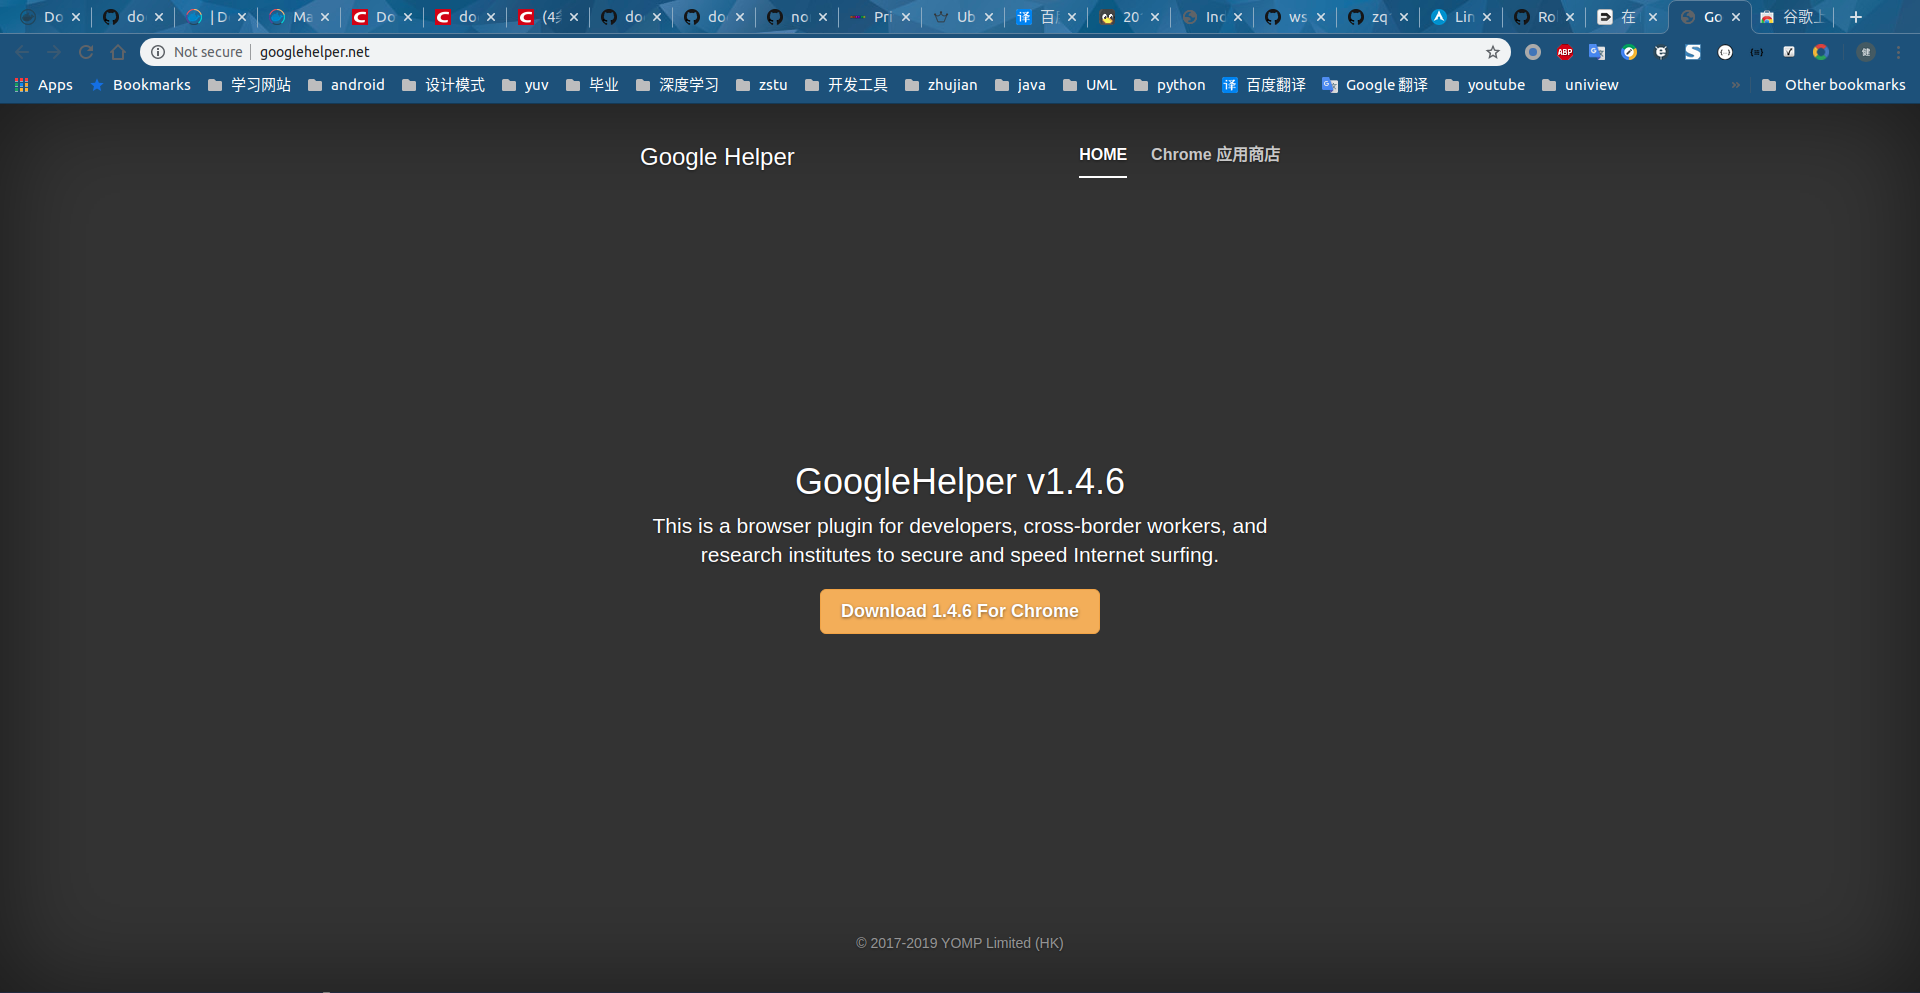 Do do | D Ma Do do do do no Pri Ub 20 Inc ws zq Lin Ro 在 Go 谷歌上
Not secure googlehelper.net
Apps Bookmarks 学习网站 android 设计模式 yuv 毕业 深度学习 zstu 开发工具 zhujian java UML python 百度翻译 Google 翻译 youtube uniview » Other bookmarks
Google Helper HOME Chrome 应用商店
GoogleHelper v1.4.6
This is a browser plugin for developers, cross-border workers, and
research institutes to secure and speed Internet surfing.
Download 1.4.6 For Chrome
© 2017-2019 YOMP Limited (HK)